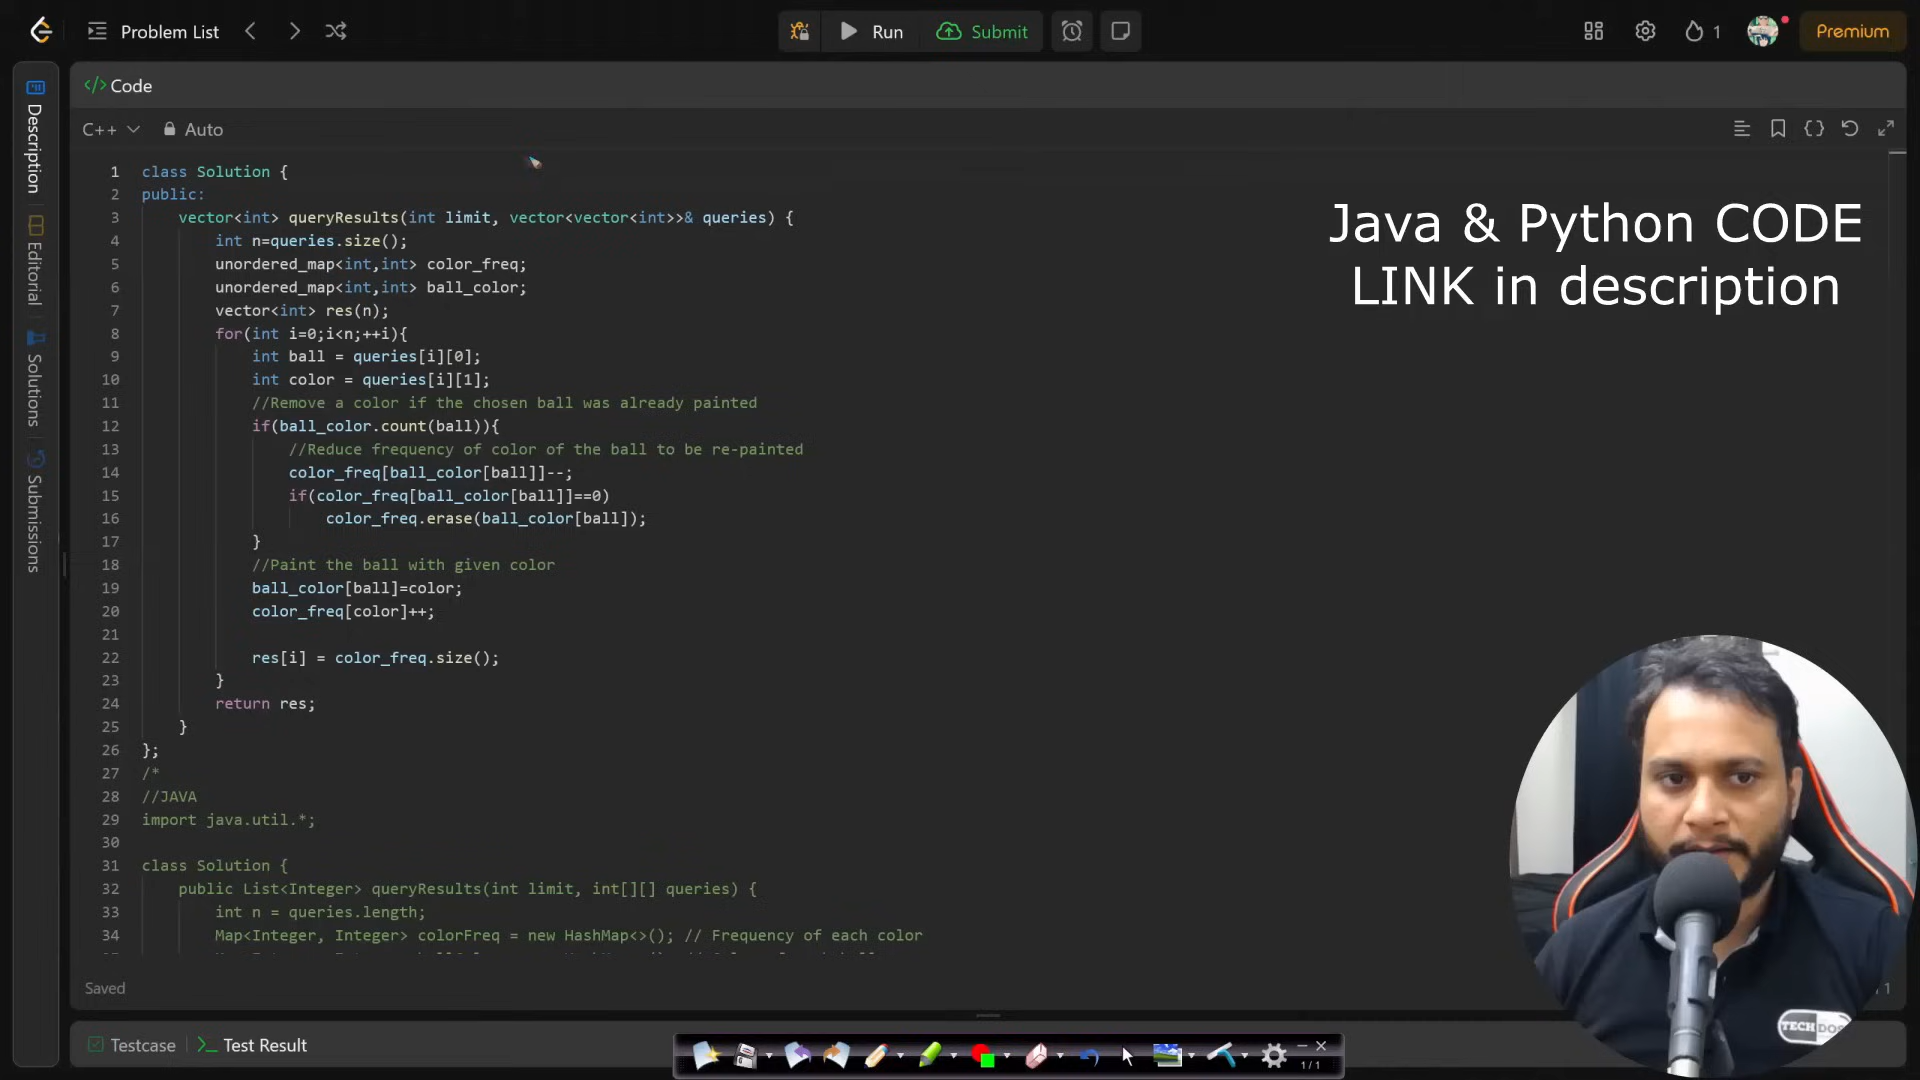 Problem List
Run
Submit
1
Premium
</> Code
C++
Auto
Description
Editorial
Solutions
Submissions
1 class Solution {
2 public:
3 vector<int> queryResults(int limit, vector<vector<int>>& queries) {
4 int n=queries.size();
5 unordered_map<int,int> color_freq;
6 unordered_map<int,int> ball_color;
7 vector<int> res(n);
8 for(int i=0;i<n;++i){
9 int ball = queries[i][0];
10 int color = queries[i][1];
11 //Remove a color if the chosen ball was already painted
12 if(ball_color.count(ball)){
13 //Reduce frequency of color of the ball to be re-painted
14 color_freq[ball_color[ball]]--;
15 if(color_freq[ball_color[ball]]==0)
16 color_freq.erase(ball_color[ball]);
17 }
18 //Paint the ball with given color
19 ball_color[ball]=color;
20 color_freq[color]++;
21
22 res[i] = color_freq.size();
23 }
24 return res;
25 }
26 };
27 /*
28 //JAVA
29 import java.util.*;
30
31 class Solution {
32 public List<Integer> queryResults(int limit, int[][] queries) {
33 int n = queries.length;
34 Map<Integer, Integer> colorFreq = new HashMap<>(); // Frequency of each color
Java & Python CODE
LINK in description
Saved
Testcase
Test Result
1/1